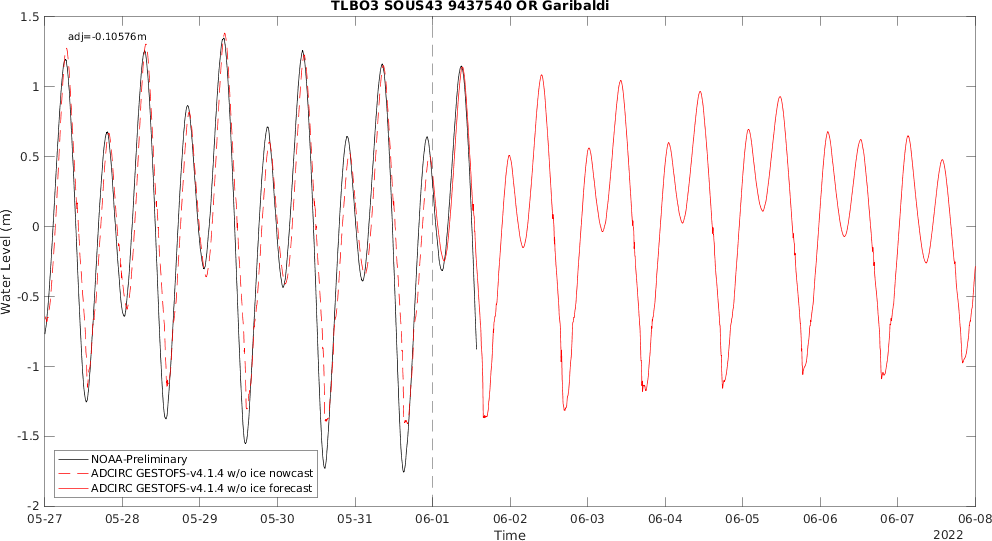 TLBO3 SOUS43 9437540 OR Garibaldi
adj=-0.10576m
1.5
1
0.5
0
-0.5
-1
-1.5
-2
Water Level (m)
NOAA-Preliminary
ADCIRC GESTOFS-v4.1.4 w/o ice nowcast
ADCIRC GESTOFS-v4.1.4 w/o ice forecast
05-27 05-28 05-29 05-30 05-31 06-01 06-02 06-03 06-04 06-05 06-06 06-07 06-08
Time
2022